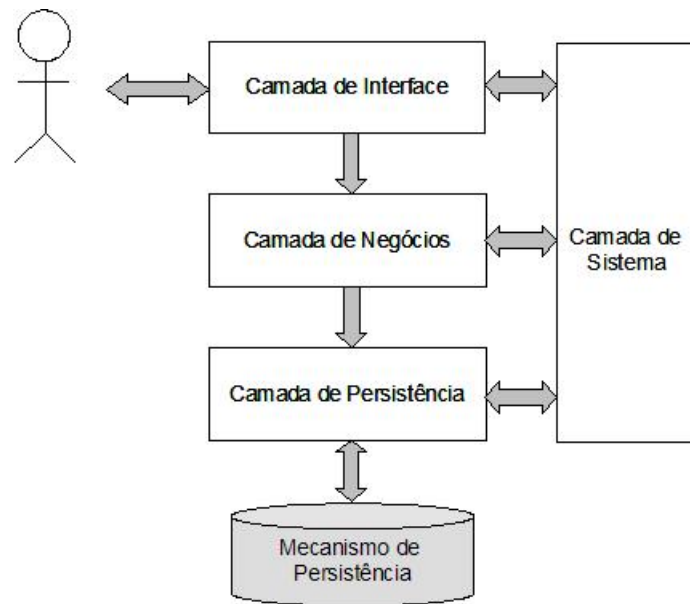 Camada de Interface
Camada de Negócios
Camada de
Sistema
Camada de Persistência
Mecanismo de
Persistência